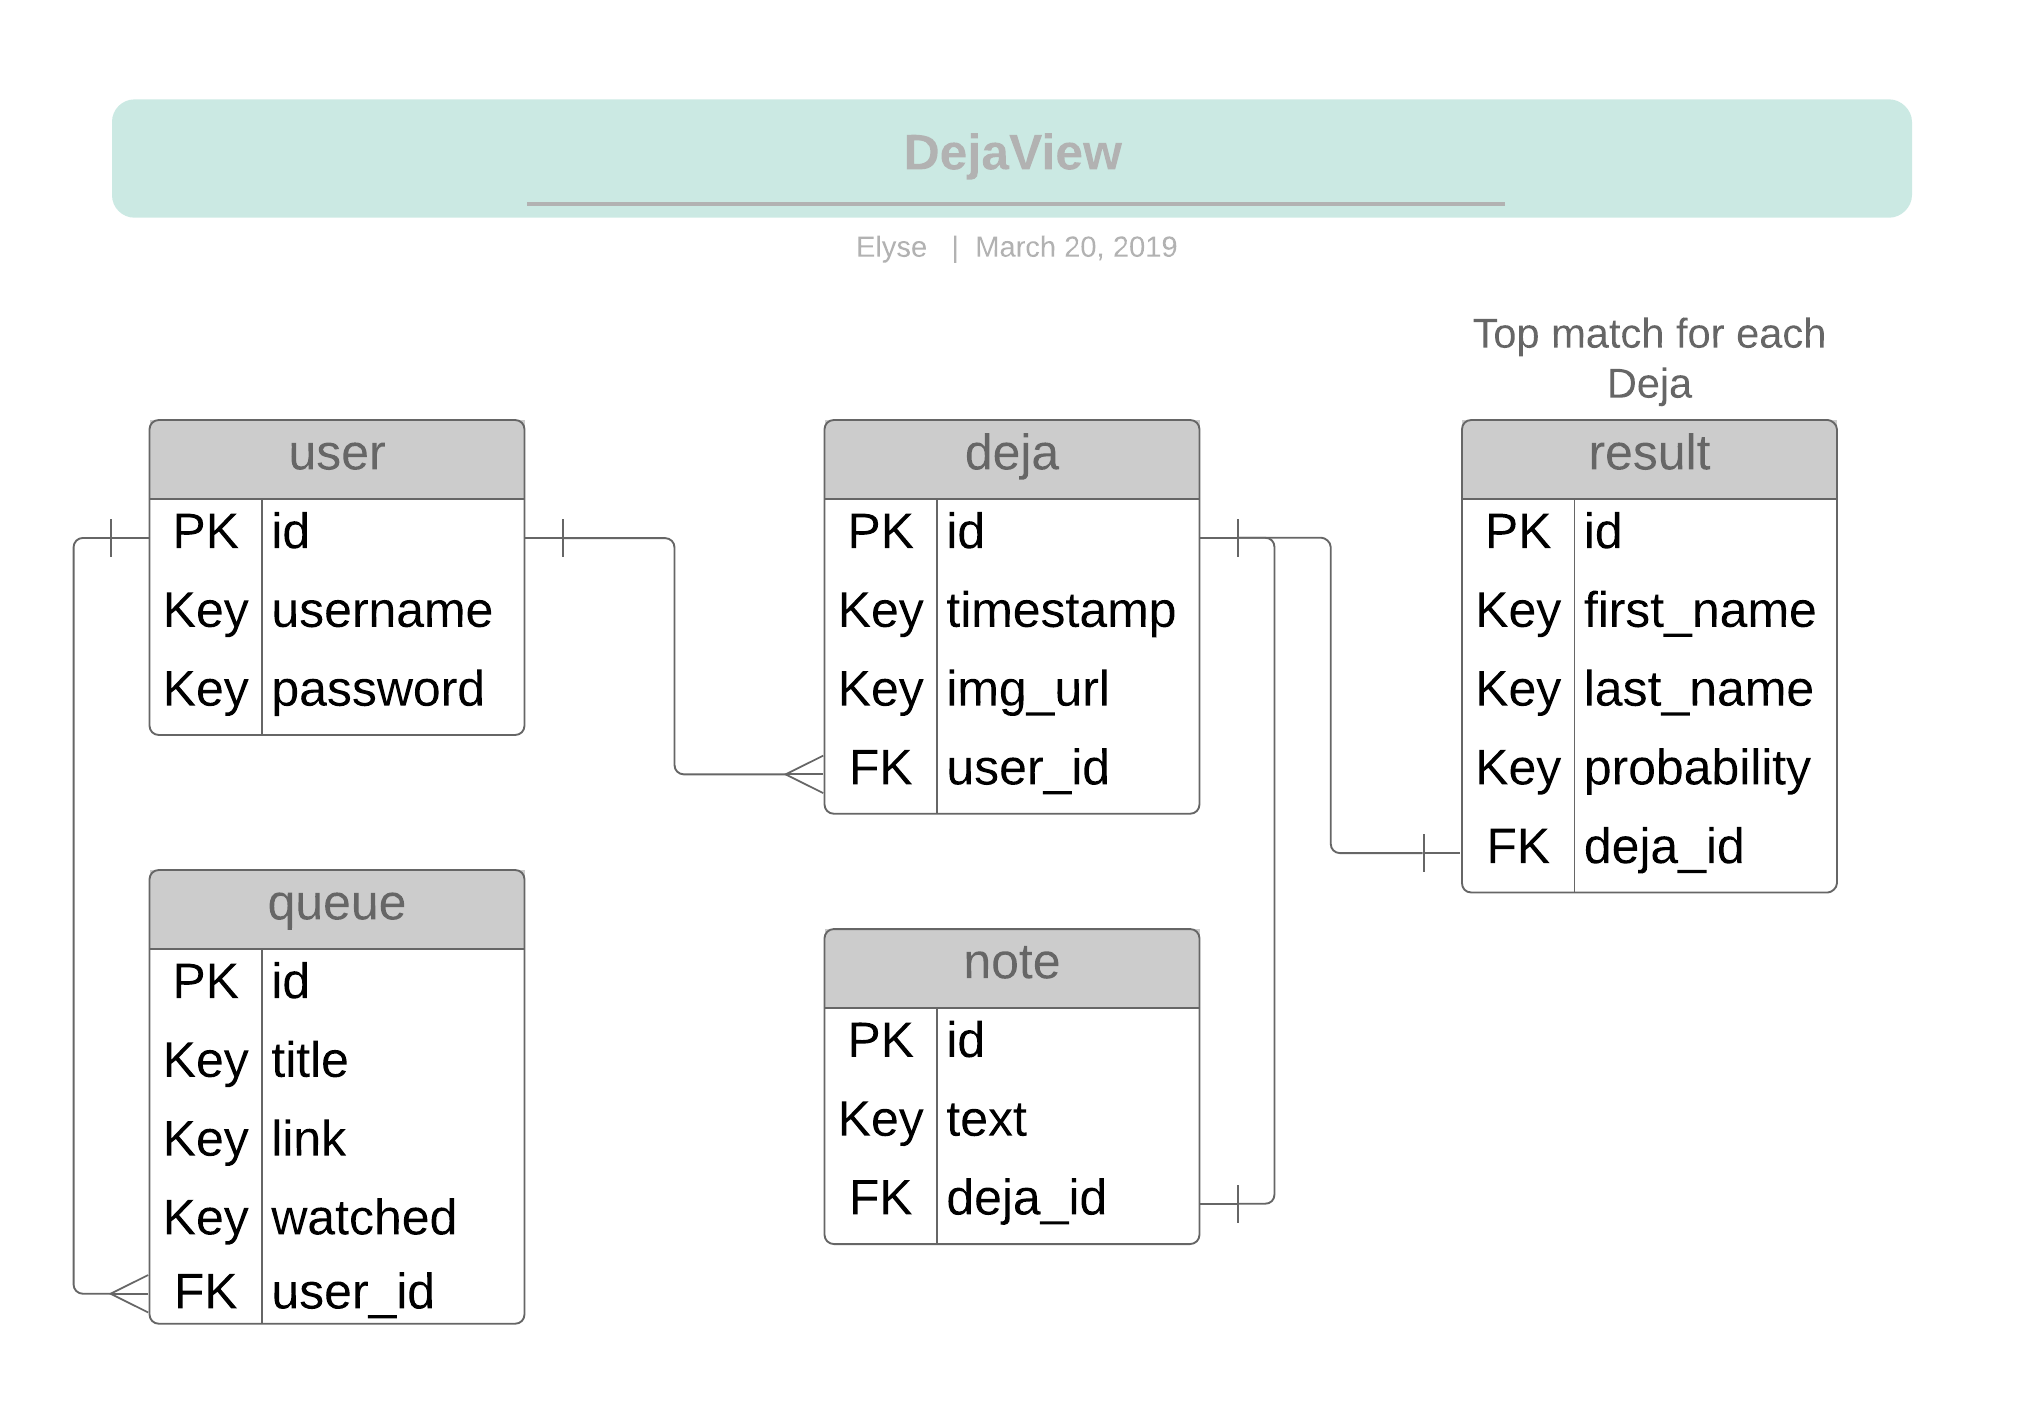 DejaView
Elyse | March 20, 2019
user
PK id
Key username
Key password
deja
PK id
Key timestamp
Key img_url
FK user_id
Top match for each
Deja
result
PK id
Key first_name
Key last_name
Key probability
FK deja_id
queue
PK id
Key title
Key link
Key watched
FK user_id
note
PK id
Key text
FK deja_id